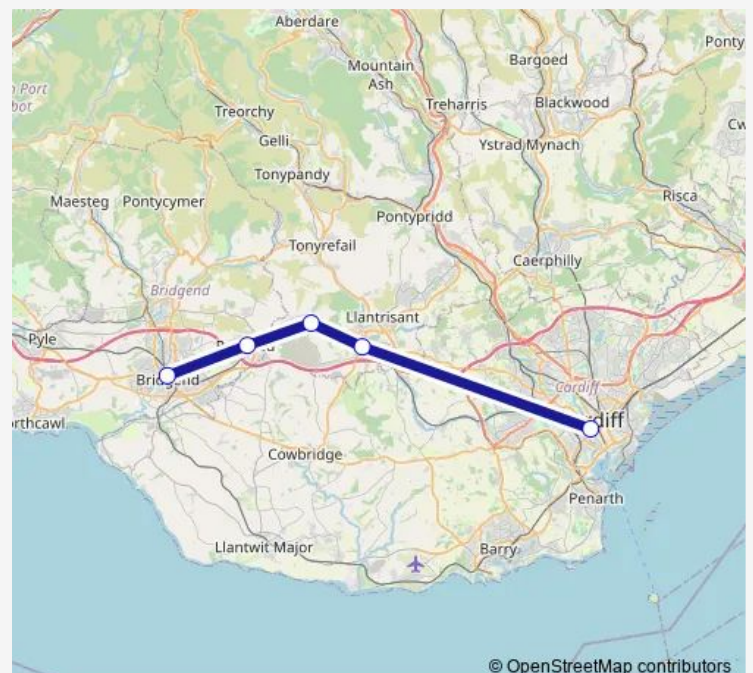 Aberdare
Ponty
Mountain
Ash
Bargoed
n Port
bot
Treorchy
Treharris
Blackwood
Cw
Gelli
Ystrad Mynach
Tonypandy
Maesteg
Pontycymer
Risca
Pontypridd
Tonyrefail
Caerphilly
Bridgend
Llantrisant
Pyle
Bridgend
Cardiff
orthcawl
diff
Cowbridge
Penarth
Llantwit Major
Barry
© OpenStreetMap contributors